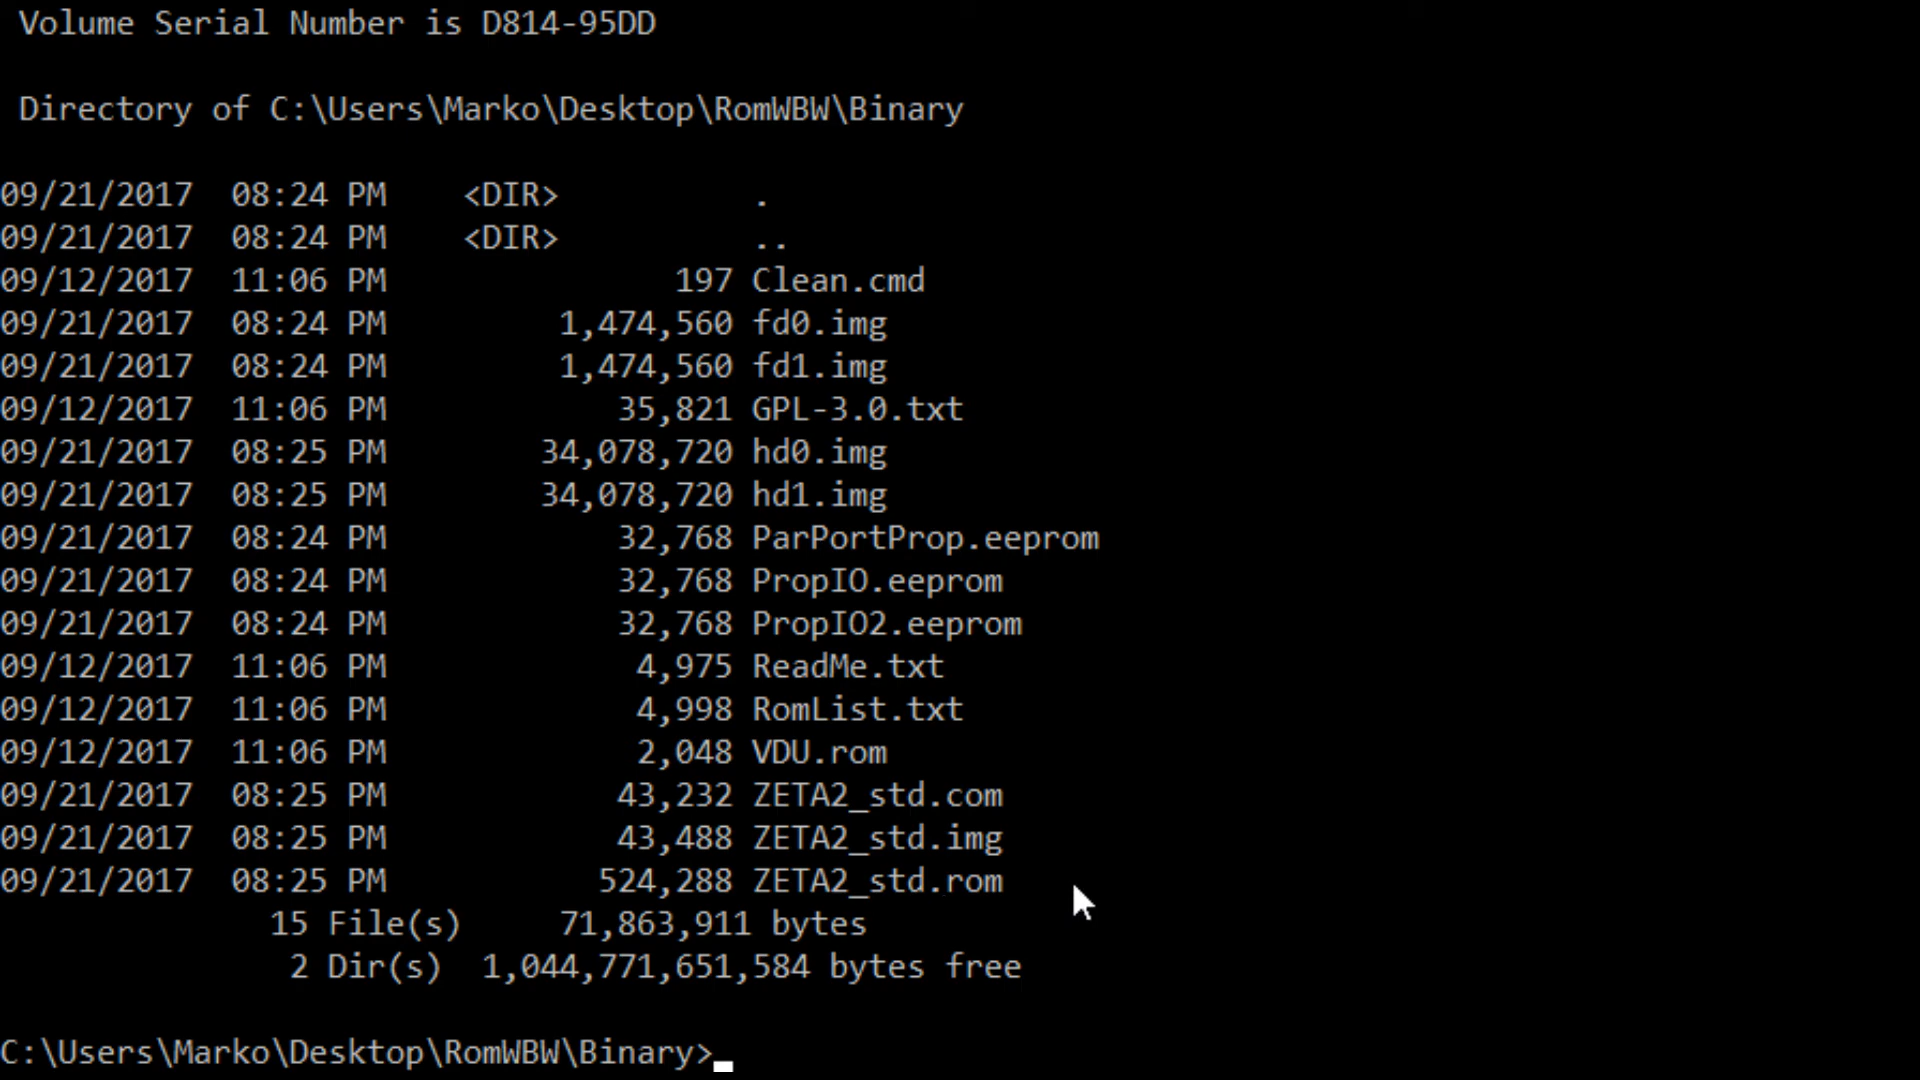 Volume Serial Number is D814-95DD
Directory of C:\Users\Marko\Desktop\RomWBW\Binary
09/21/2017  08:24 PM    <DIR>          .
09/21/2017  08:24 PM    <DIR>          ..
09/12/2017  11:06 PM               197 Clean.cmd
09/21/2017  08:24 PM         1,474,560 fd0.img
09/21/2017  08:24 PM         1,474,560 fd1.img
09/12/2017  11:06 PM            35,821 GPL-3.0.txt
09/21/2017  08:25 PM        34,078,720 hd0.img
09/21/2017  08:25 PM        34,078,720 hd1.img
09/21/2017  08:24 PM            32,768 ParPortProp.eeprom
09/21/2017  08:24 PM            32,768 PropIO.eeprom
09/21/2017  08:24 PM            32,768 PropIO2.eeprom
09/12/2017  11:06 PM             4,975 ReadMe.txt
09/12/2017  11:06 PM             4,998 RomList.txt
09/12/2017  11:06 PM             2,048 VDU.rom
09/21/2017  08:25 PM            43,232 ZETA2_std.com
09/21/2017  08:25 PM            43,488 ZETA2_std.img
09/21/2017  08:25 PM           524,288 ZETA2_std.rom
15 File(s)     71,863,911 bytes
2 Dir(s)  1,044,771,651,584 bytes free
C:\Users\Marko\Desktop\RomWBW\Binary>_